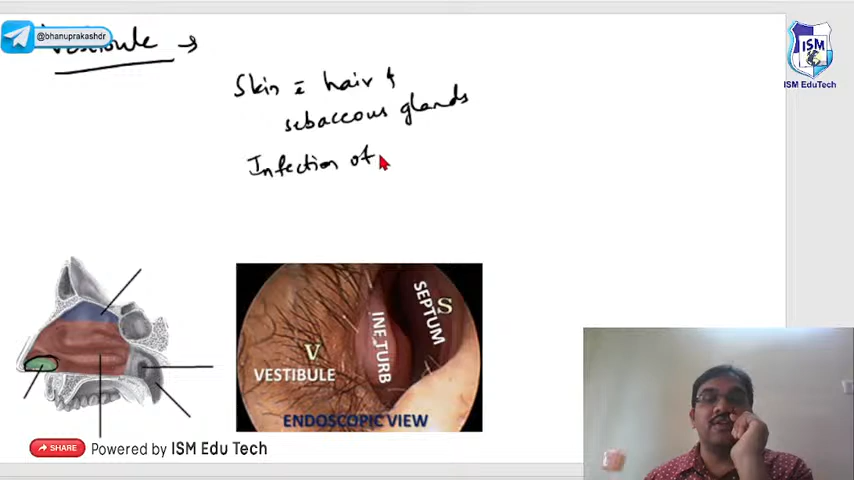 @bhanuprakashdr
Vestibule →
ISM
ISM EduTech
Skin c̄ hair &
sebaceous glands
Infection of
SEPTUM
S
INF.TURB
V
VESTIBULE
ENDOSCOPIC VIEW
SHARE
Powered by ISM Edu Tech